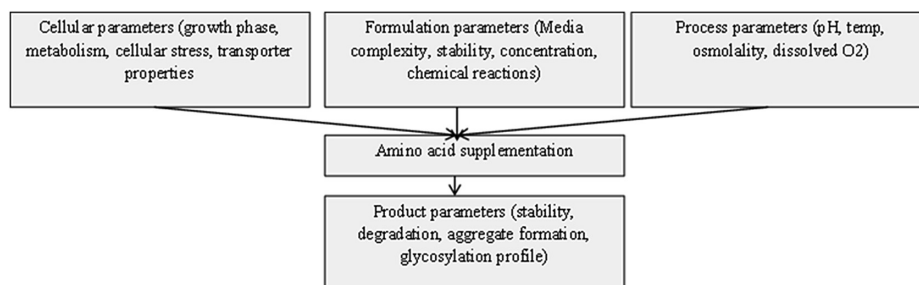 Cellular parameters (growth phase,
metabolism, cellular stress, transporter
properties
Formulation parameters (Media
complexity, stability, concentration,
chemical reactions)
Process parameters (pH, temp,
osmolality, dissolved O2)
Amino acid supplementation
Product parameters (stability,
degradation, aggregate formation,
glycosylation profile)